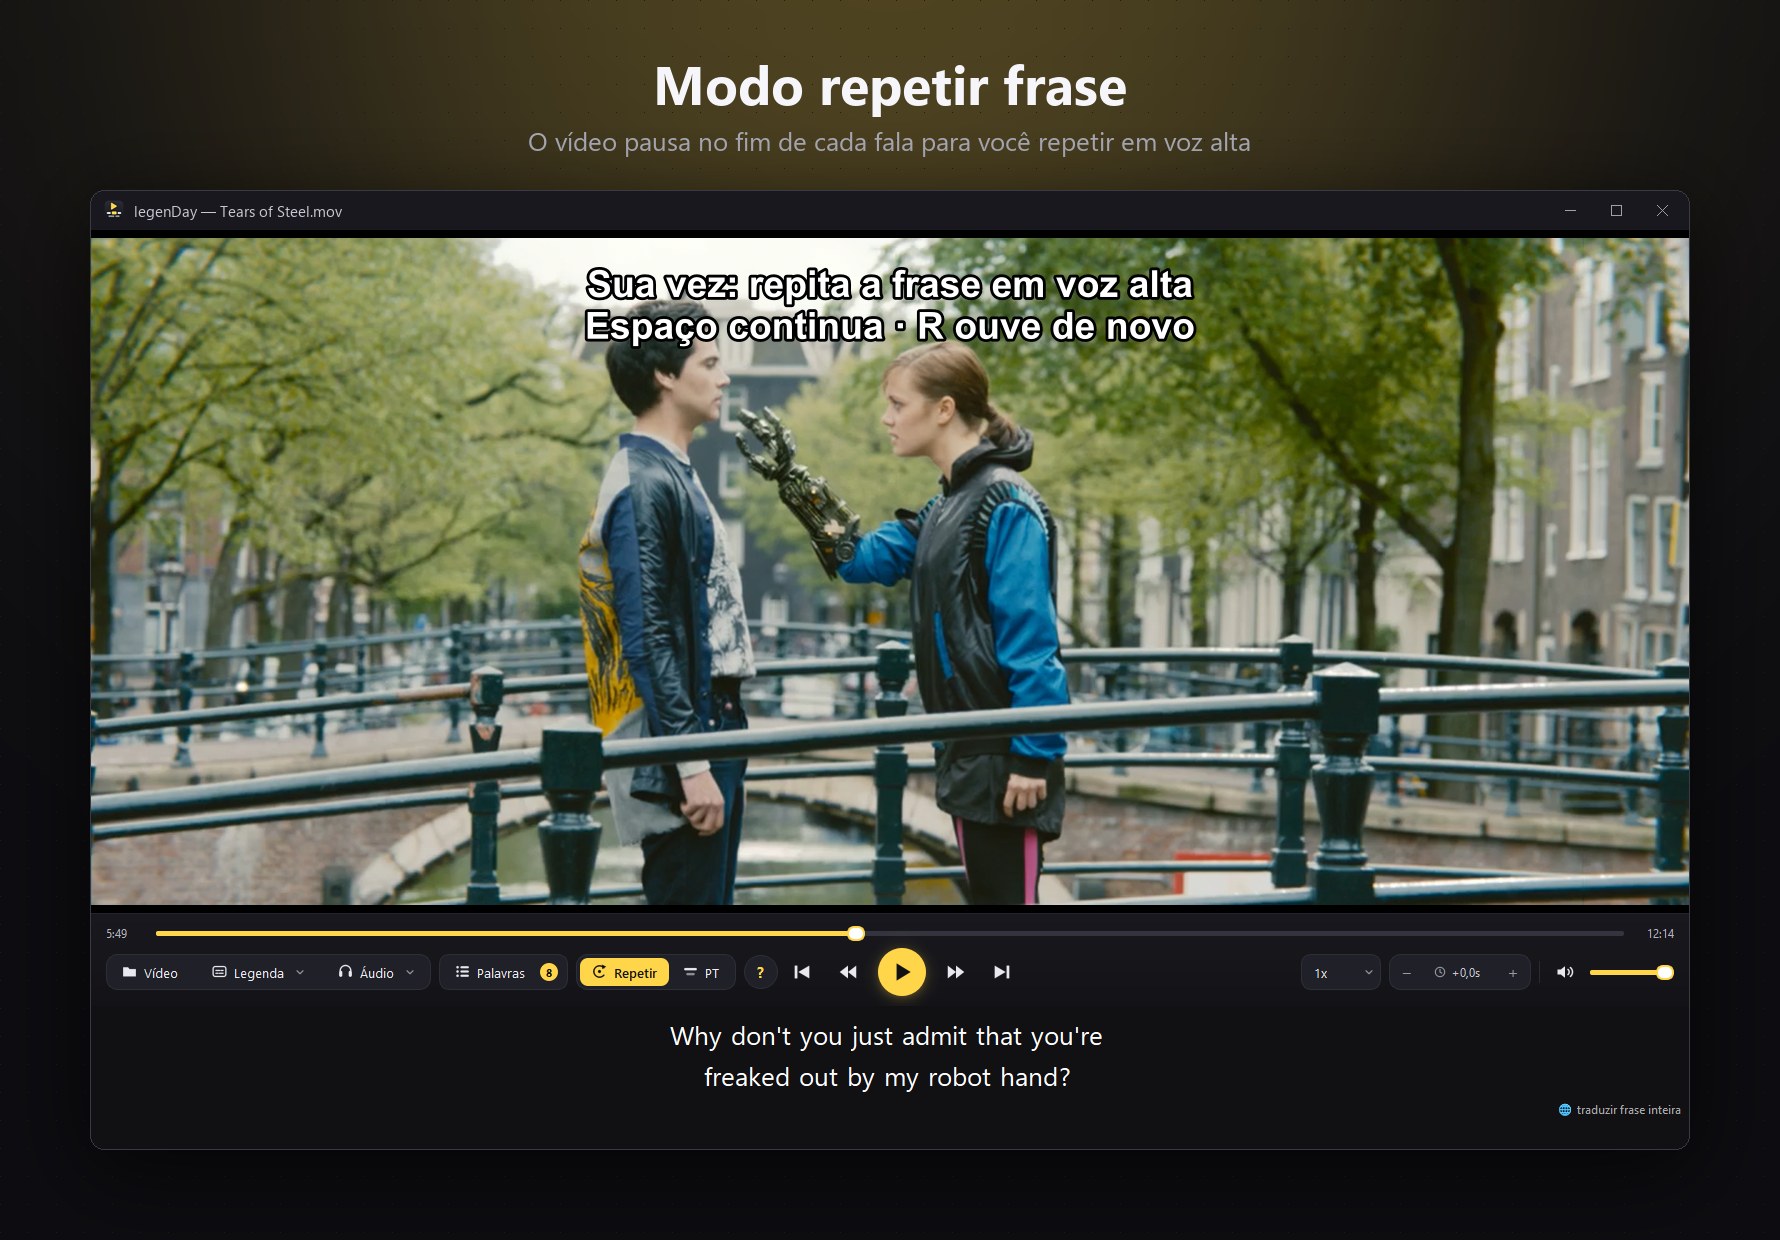 Modo repetir frase
O vídeo pausa no fim de cada fala para você repetir em voz alta
legenDay — Tears of Steel.mov
Sua vez: repita a frase em voz alta
Espaço continua · R ouve de novo
5:49
12:14
Vídeo
Legenda
Áudio
Palavras 8
Repetir
PT
?
1x
− +0,0s +
Why don't you just admit that you're
freaked out by my robot hand?
traduzir frase inteira